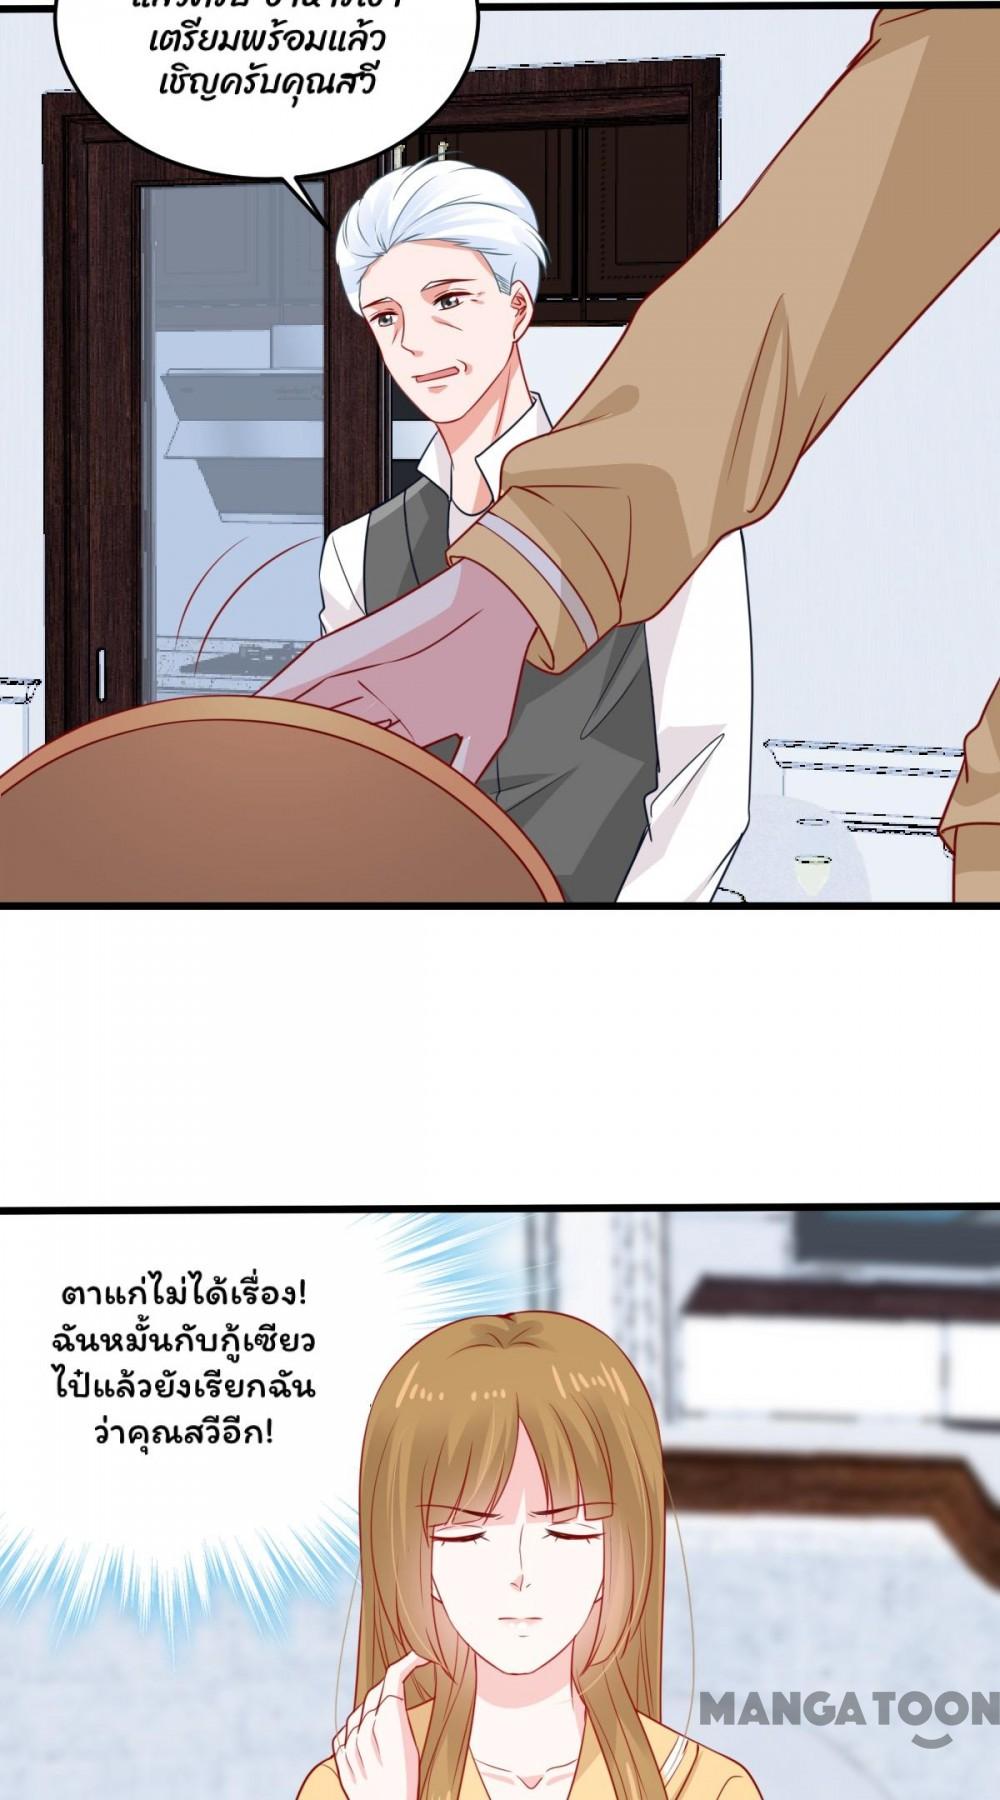 เตรียมพร้อมแล้ว
เชิญครับคุณสวี
ตาแก่ไม่ได้เรื่อง!
ฉันหมั้นกับกู้เซียว
ไป๋แล้วยังเรียกฉัน
ว่าคุณสวีอีก!
MANGATOON